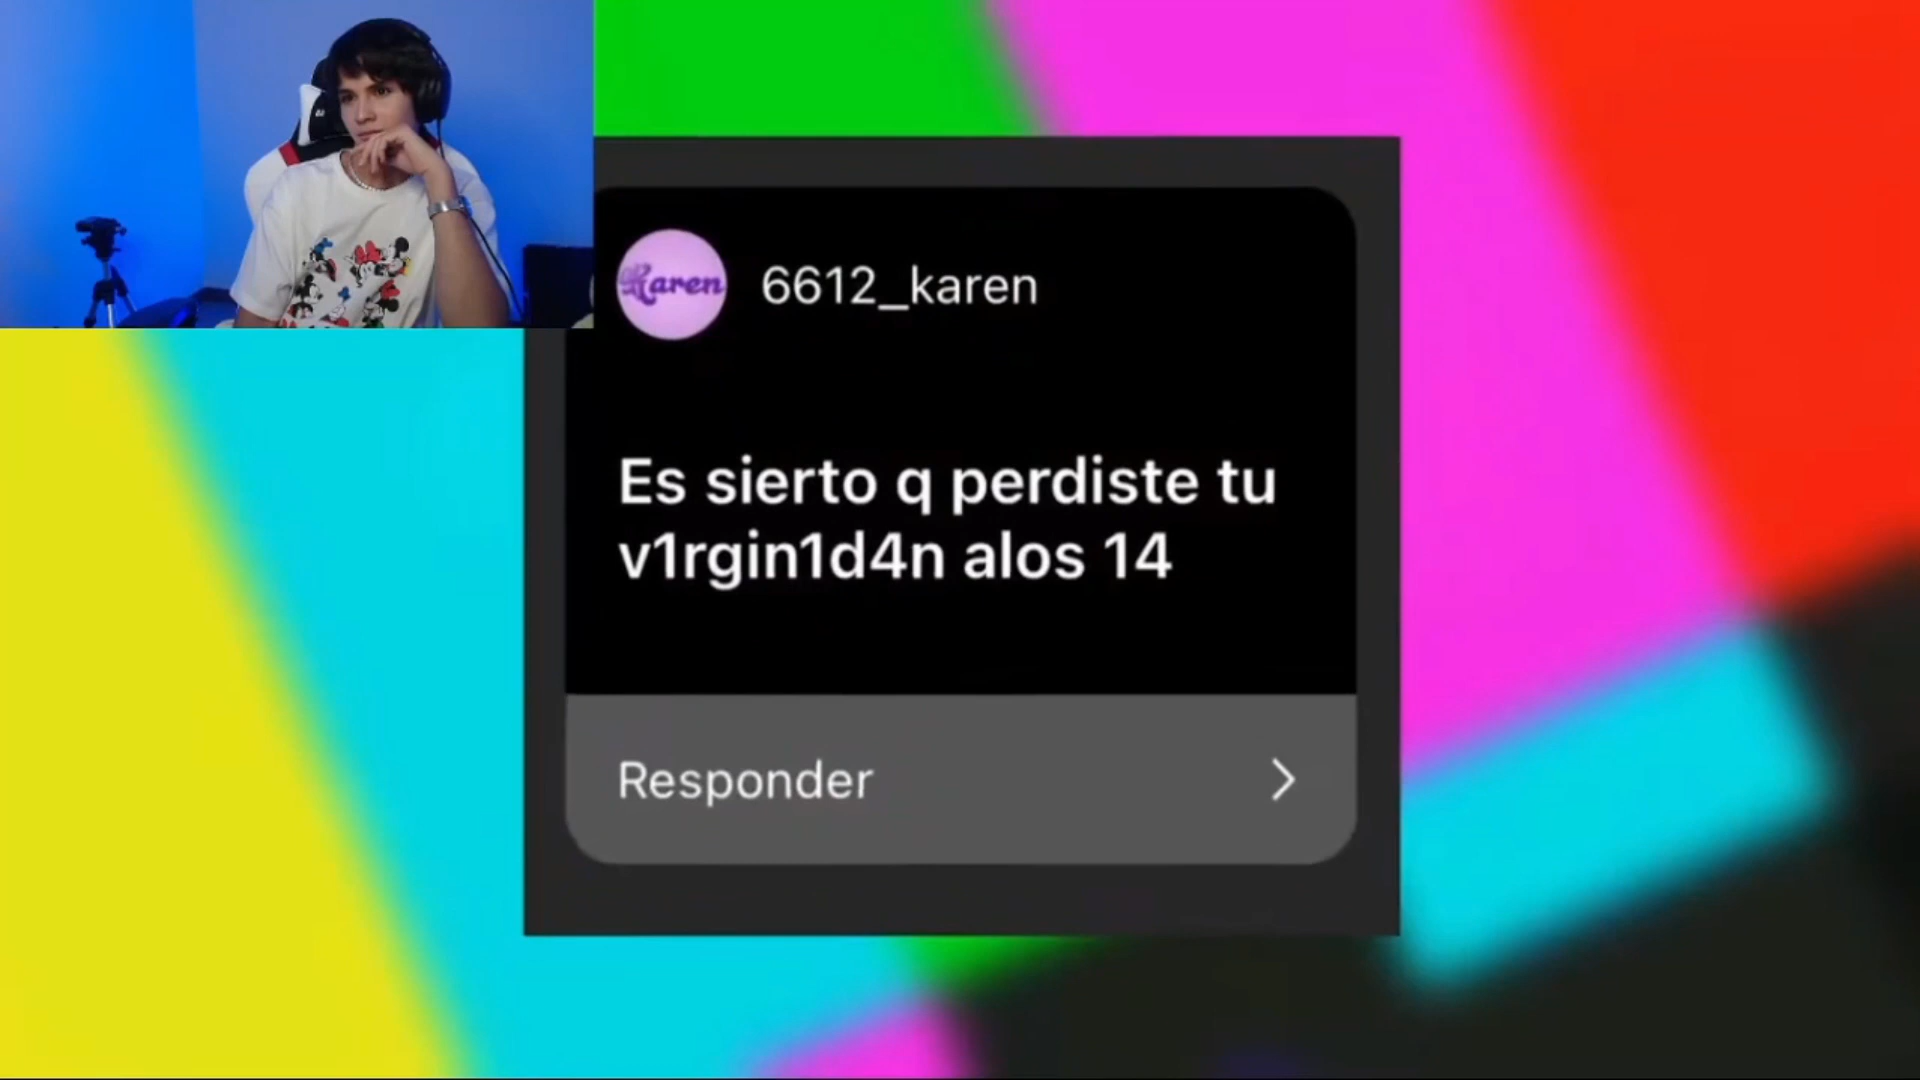 Karen
6612_karen
Es sierto q perdiste tu
v1rgin1d4n alos 14
Responder